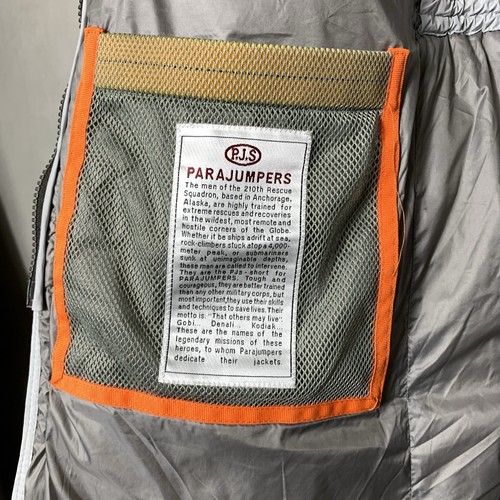 P.J.S
PARAJUMPERS
The men of the 210th Rescue
Squadron, based in Anchorage,
Alaska, are highly trained for
extreme rescues and recoveries
in the wildest, most remote and
hostile corners of the Globe.
Whether it be ships adrift at sea,
rock-climbers stuck atop a 4,000-
meter peak, or submariners
sunk at unimaginable depths,
these men are called to intervene.
They are the PJs - short for
PARAJUMPERS. Tough and
courageous, they are better trained
than any other military corps, but
most important,they use their skills
and techniques to save lives. Their
motto is: "That others may live".
Gobi... Denali... Kodiak...
These are the names of the
legendary missions of these
heroes, to whom Parajumpers
dedicate their jackets.